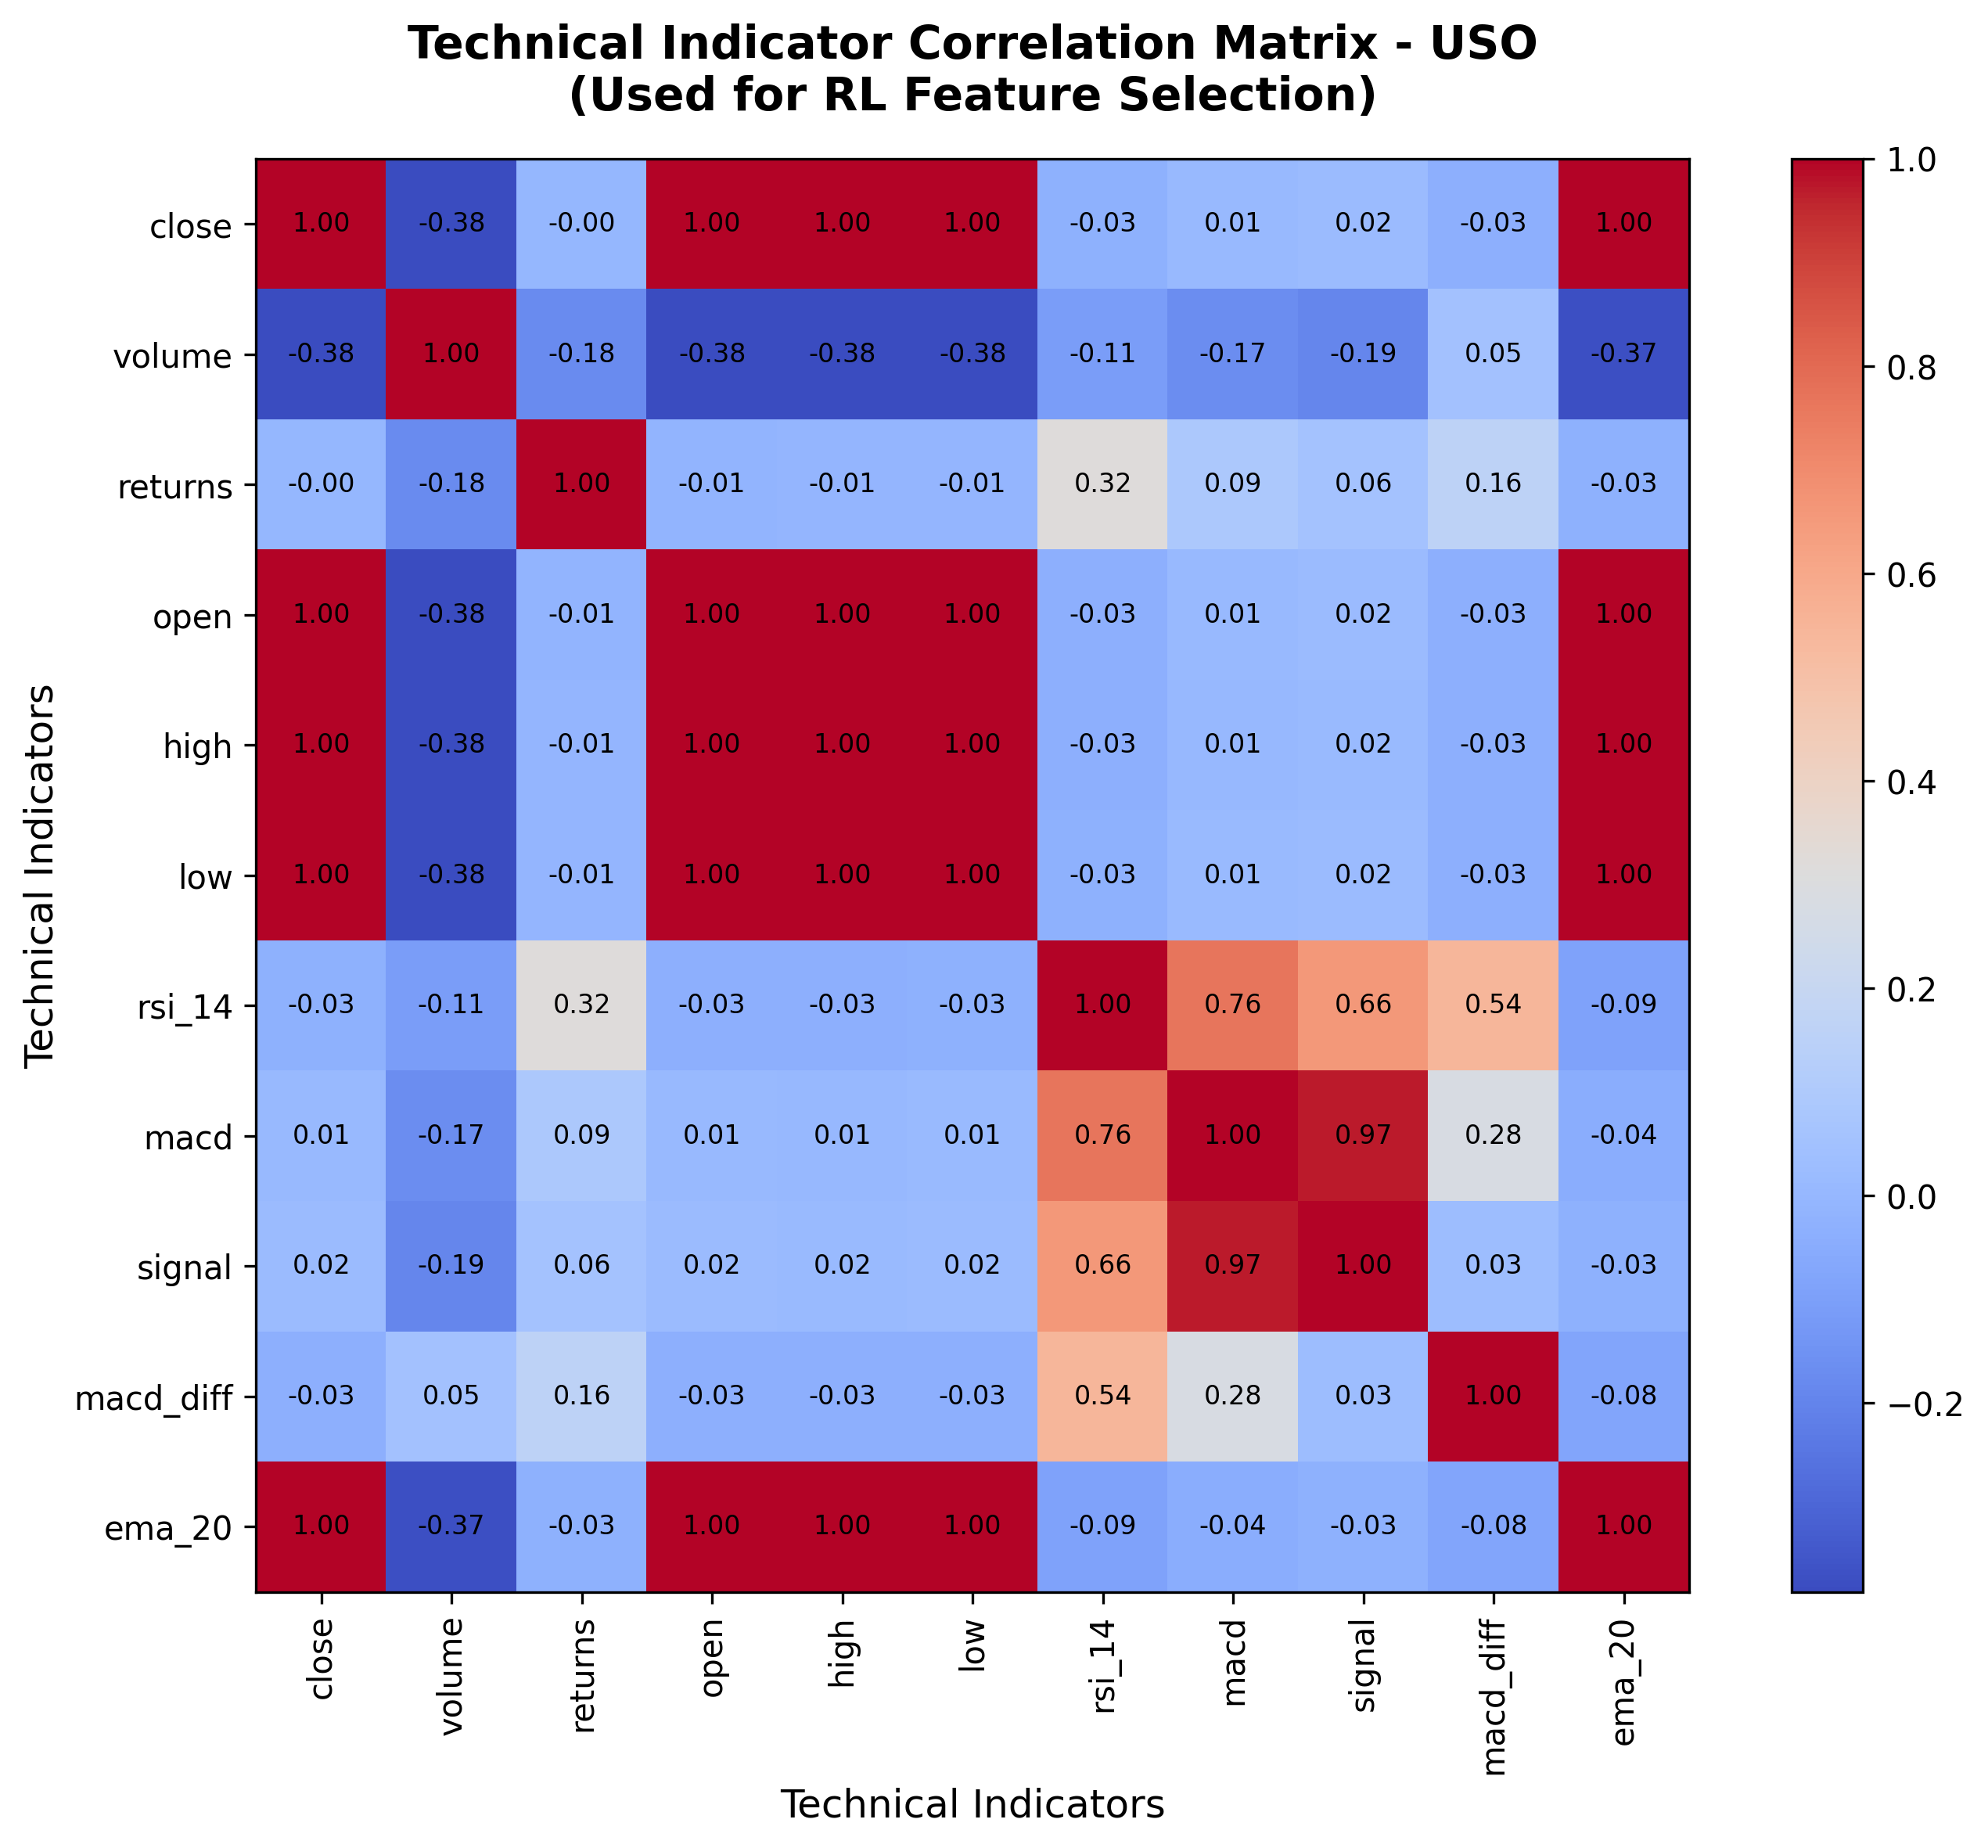 Technical Indicator Correlation Matrix - USO
(Used for RL Feature Selection)
Technical Indicators
close 1.00 -0.38 -0.00 1.00 1.00 1.00 -0.03 0.01 0.02 -0.03 1.00
volume -0.38 1.00 -0.18 -0.38 -0.38 -0.38 -0.11 -0.17 -0.19 0.05 -0.37
returns -0.00 -0.18 1.00 -0.01 -0.01 -0.01 0.32 0.09 0.06 0.16 -0.03
open 1.00 -0.38 -0.01 1.00 1.00 1.00 -0.03 0.01 0.02 -0.03 1.00
high 1.00 -0.38 -0.01 1.00 1.00 1.00 -0.03 0.01 0.02 -0.03 1.00
low 1.00 -0.38 -0.01 1.00 1.00 1.00 -0.03 0.01 0.02 -0.03 1.00
rsi_14 -0.03 -0.11 0.32 -0.03 -0.03 -0.03 1.00 0.76 0.66 0.54 -0.09
macd 0.01 -0.17 0.09 0.01 0.01 0.01 0.76 1.00 0.97 0.28 -0.04
signal 0.02 -0.19 0.06 0.02 0.02 0.02 0.66 0.97 1.00 0.03 -0.03
macd_diff -0.03 0.05 0.16 -0.03 -0.03 -0.03 0.54 0.28 0.03 1.00 -0.08
ema_20 1.00 -0.37 -0.03 1.00 1.00 1.00 -0.09 -0.04 -0.03 -0.08 1.00
close volume returns open high low rsi_14 macd signal macd_diff ema_20
Technical Indicators
1.0
0.8
0.6
0.4
0.2
0.0
−0.2